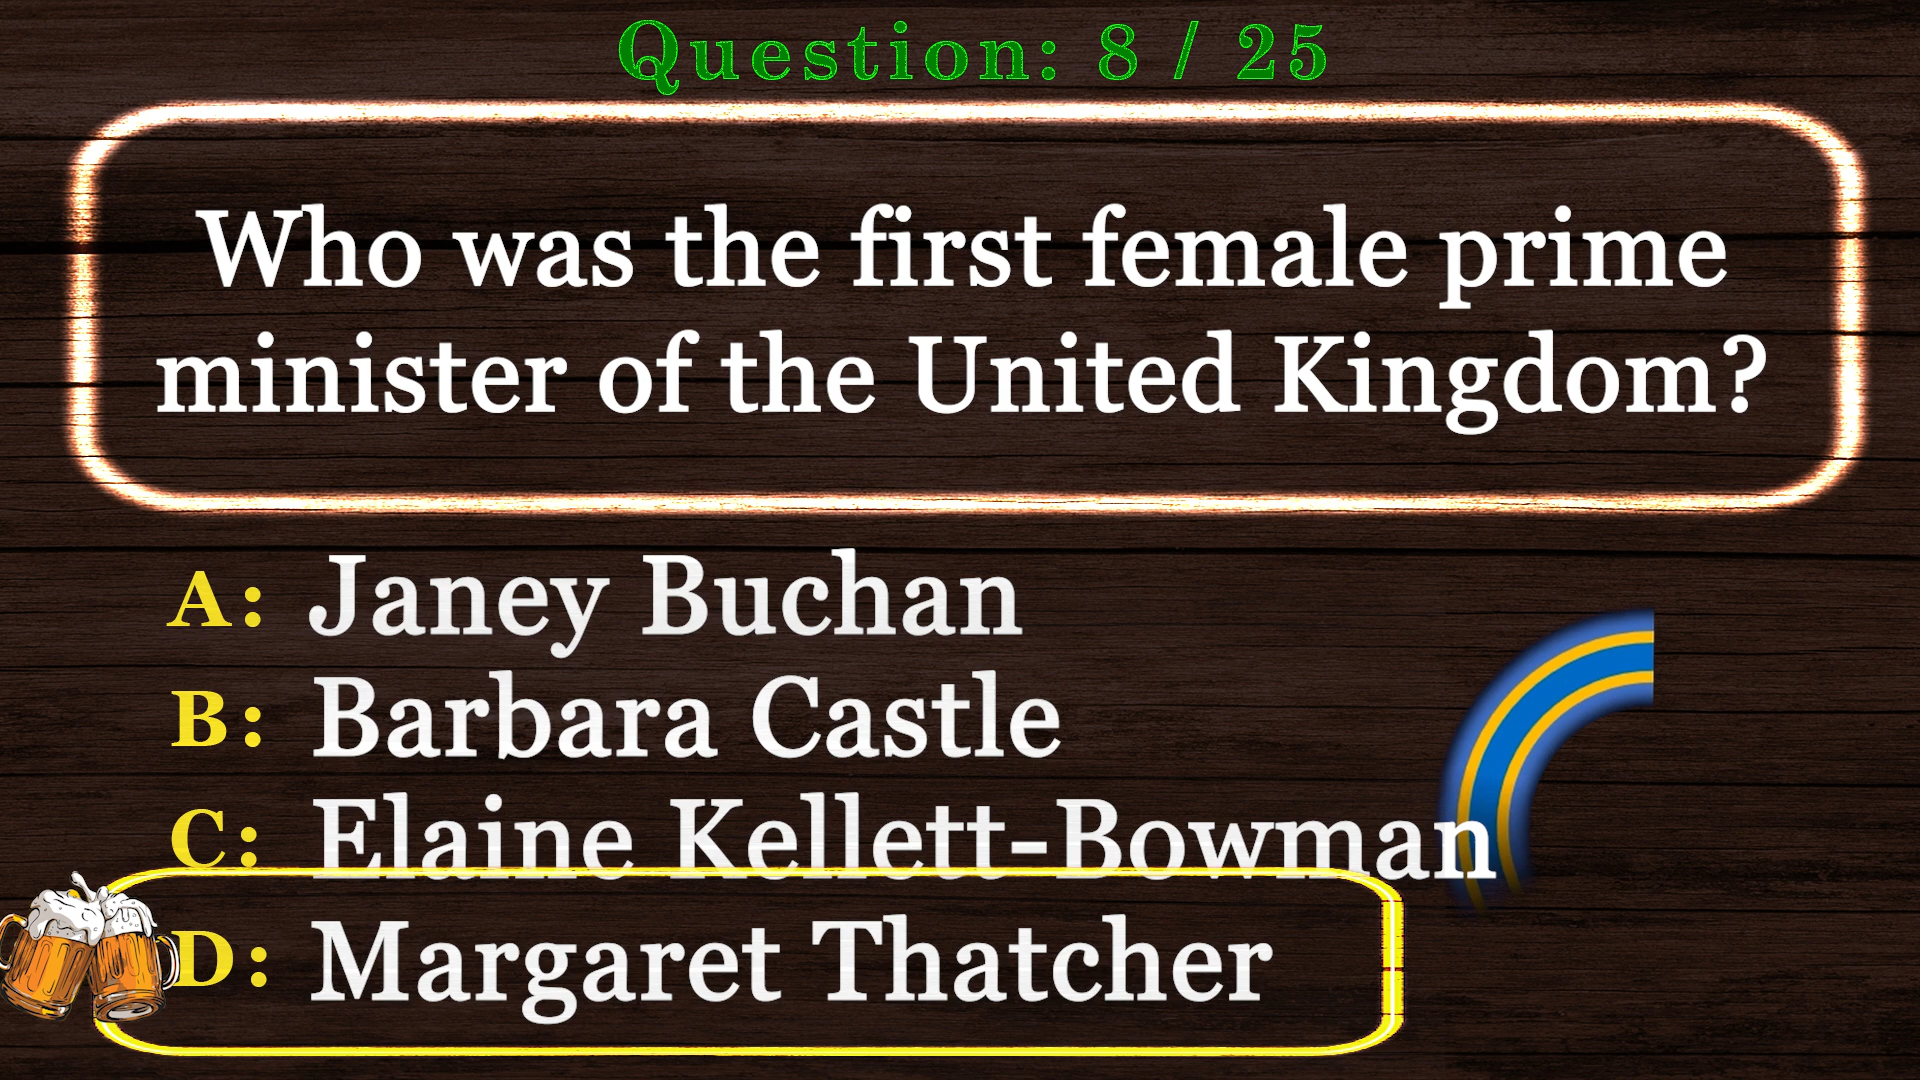 Question: 8 / 25
Who was the first female prime
minister of the United Kingdom?
A: Janey Buchan
B: Barbara Castle
C: Elaine Kellett-Bowman
D: Margaret Thatcher